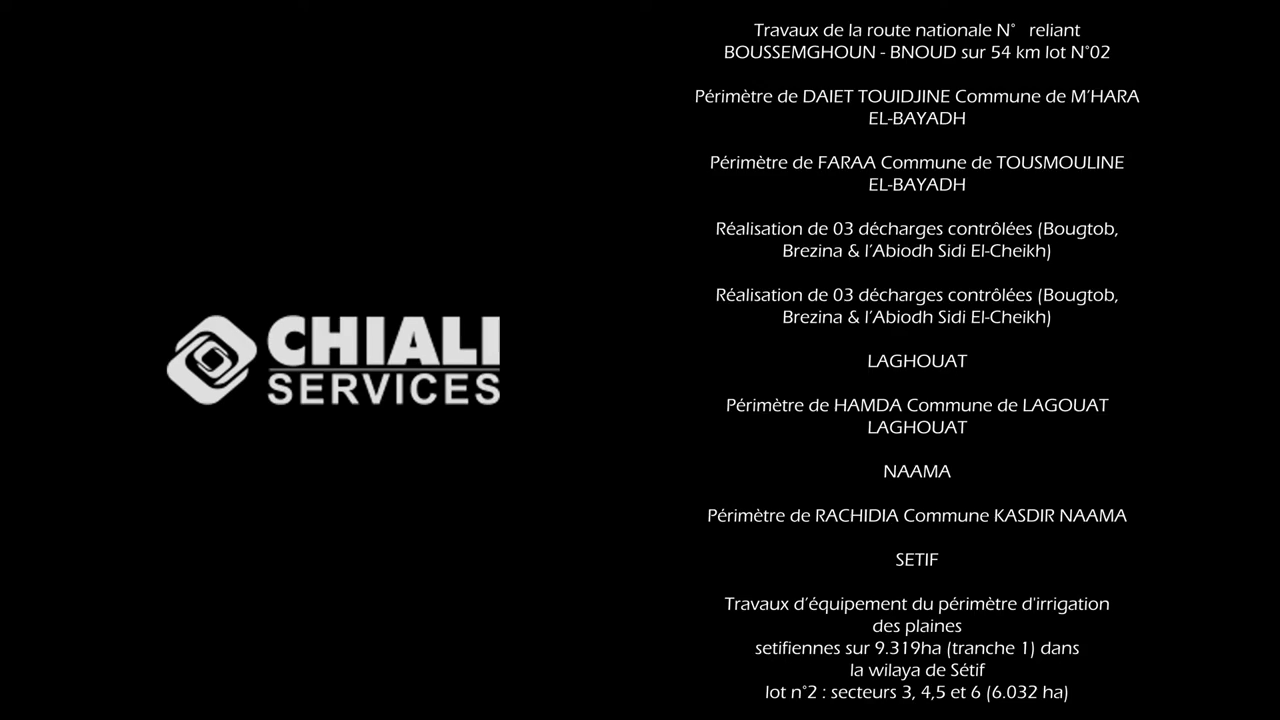 CHIALI
SERVICES
Travaux de la route nationale N° reliant
BOUSSEMGHOUN - BNOUD sur 54 km lot N°02
Périmètre de DAIET TOUIDJINE Commune de M'HARA
EL-BAYADH
Périmètre de FARAA Commune de TOUSMOULINE
EL-BAYADH
Réalisation de 03 décharges contrôlées (Bougtob,
Brezina & l'Abiodh Sidi El-Cheikh)
Réalisation de 03 décharges contrôlées (Bougtob,
Brezina & l'Abiodh Sidi El-Cheikh)
LAGHOUAT
Périmètre de HAMDA Commune de LAGOUAT
LAGHOUAT
NAAMA
Périmètre de RACHIDIA Commune KASDIR NAAMA
SETIF
Travaux d'équipement du périmètre d'irrigation
des plaines
setifiennes sur 9.319ha (tranche 1) dans
la wilaya de Sétif
lot n°2 : secteurs 3, 4,5 et 6 (6.032 ha)